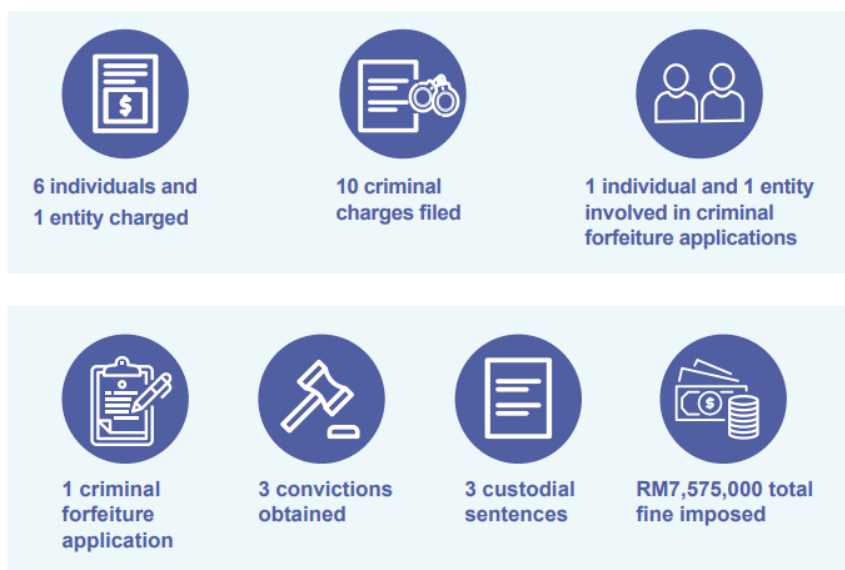 6 individuals and
1 entity charged
10 criminal
charges filed
1 individual and 1 entity
involved in criminal
forfeiture applications
1 criminal
forfeiture
application
3 convictions
obtained
3 custodial
sentences
RM7,575,000 total
fine imposed